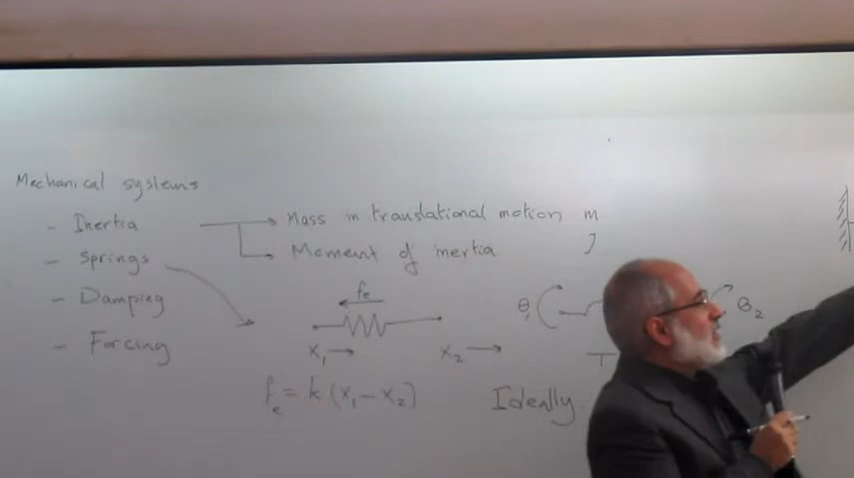 Mechanical systems
- Inertia → Mass in translational motion m
→ Moment of inertia J
- Springs
- Damping
- Forcing
fe
x₁ → x₂ →
θ₁ θ₂
fe = k (x₁ - x₂)
Ideally
T